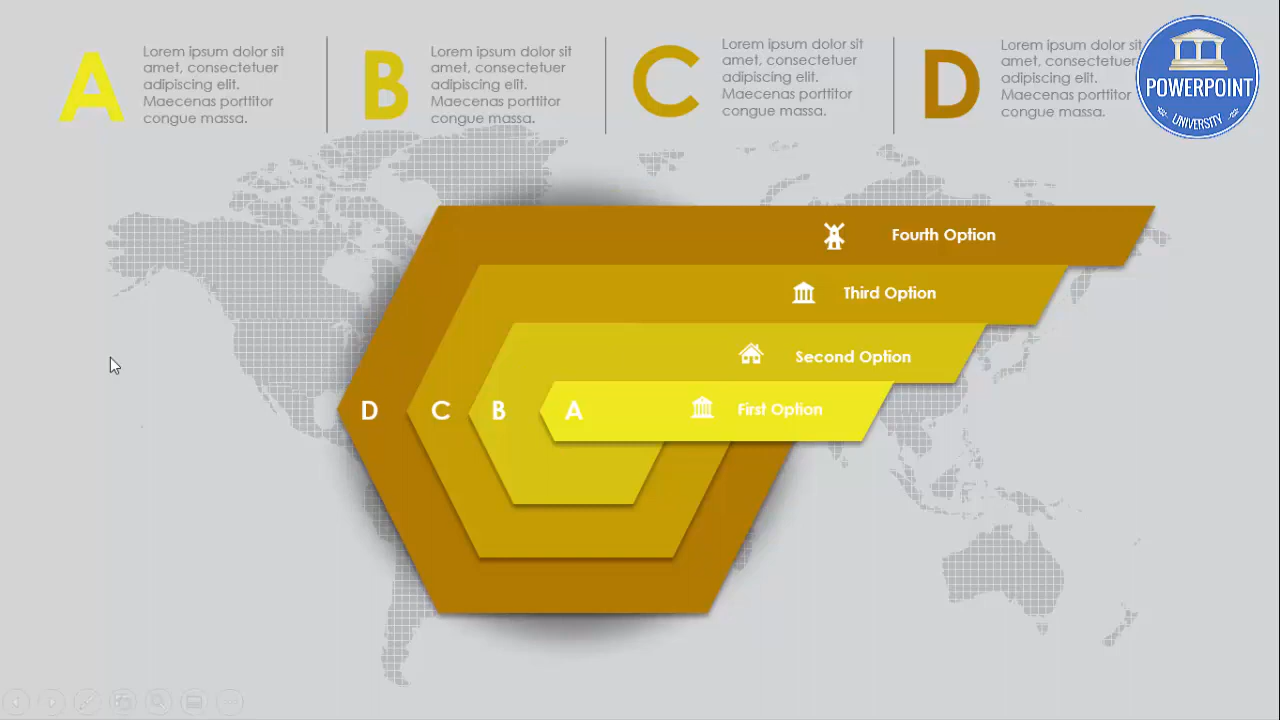 A
Lorem ipsum dolor sit
amet, consectetuer
adipiscing elit.
Maecenas porttitor
congue massa.
B
Lorem ipsum dolor sit
amet, consectetuer
adipiscing elit.
Maecenas porttitor
congue massa.
C
Lorem ipsum dolor sit
amet, consectetuer
adipiscing elit.
Maecenas porttitor
congue massa.
D
Lorem ipsum dolor sit
amet, consectetuer
adipiscing elit.
Maecenas porttitor
congue massa.
POWERPOINT
UNIVERSITY
Fourth Option
Third Option
Second Option
D C B A First Option